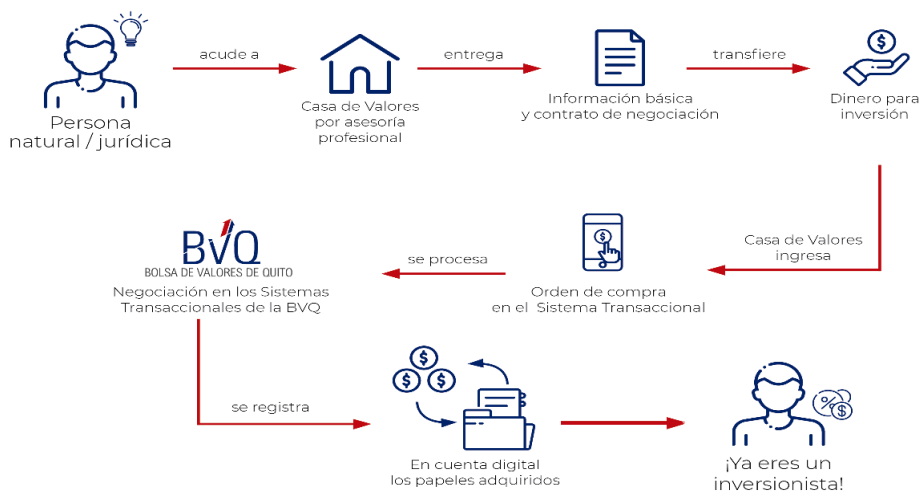 Persona
natural / jurídica
acude a
Casa de Valores
por asesoría
profesional
entrega
Información básica
y contrato de negociación
transfiere
$
Dinero para
inversión
Casa de Valores
ingresa
$
Orden de compra
en el Sistema Transaccional
se procesa
BVQ
BOLSA DE VALORES DE QUITO
Negociación en los Sistemas
Transaccionales de la BVQ
se registra
$ $
$
En cuenta digital
los papeles adquiridos
% $
¡Ya eres un
inversionista!